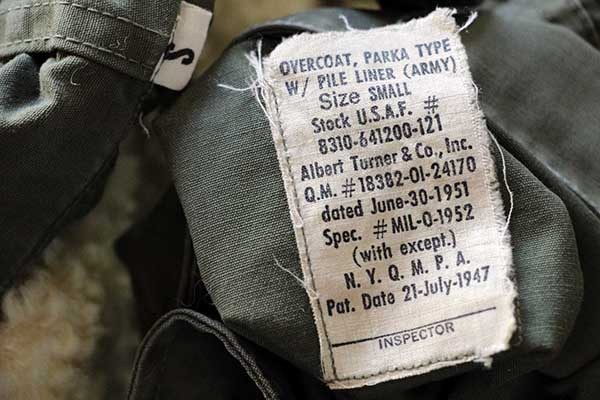 S
OVERCOAT, PARKA TYPE
W/ PILE LINER (ARMY)
Size SMALL
Stock U.S.A.F. #
8310-641200-121
Albert Turner & Co., Inc.
Q.M. # 18382-01-24170
dated June-30-1951
Spec. # MIL-O-1952
(with except.)
N. Y. Q. M. P. A.
Pat. Date 21-July-1947
INSPECTOR